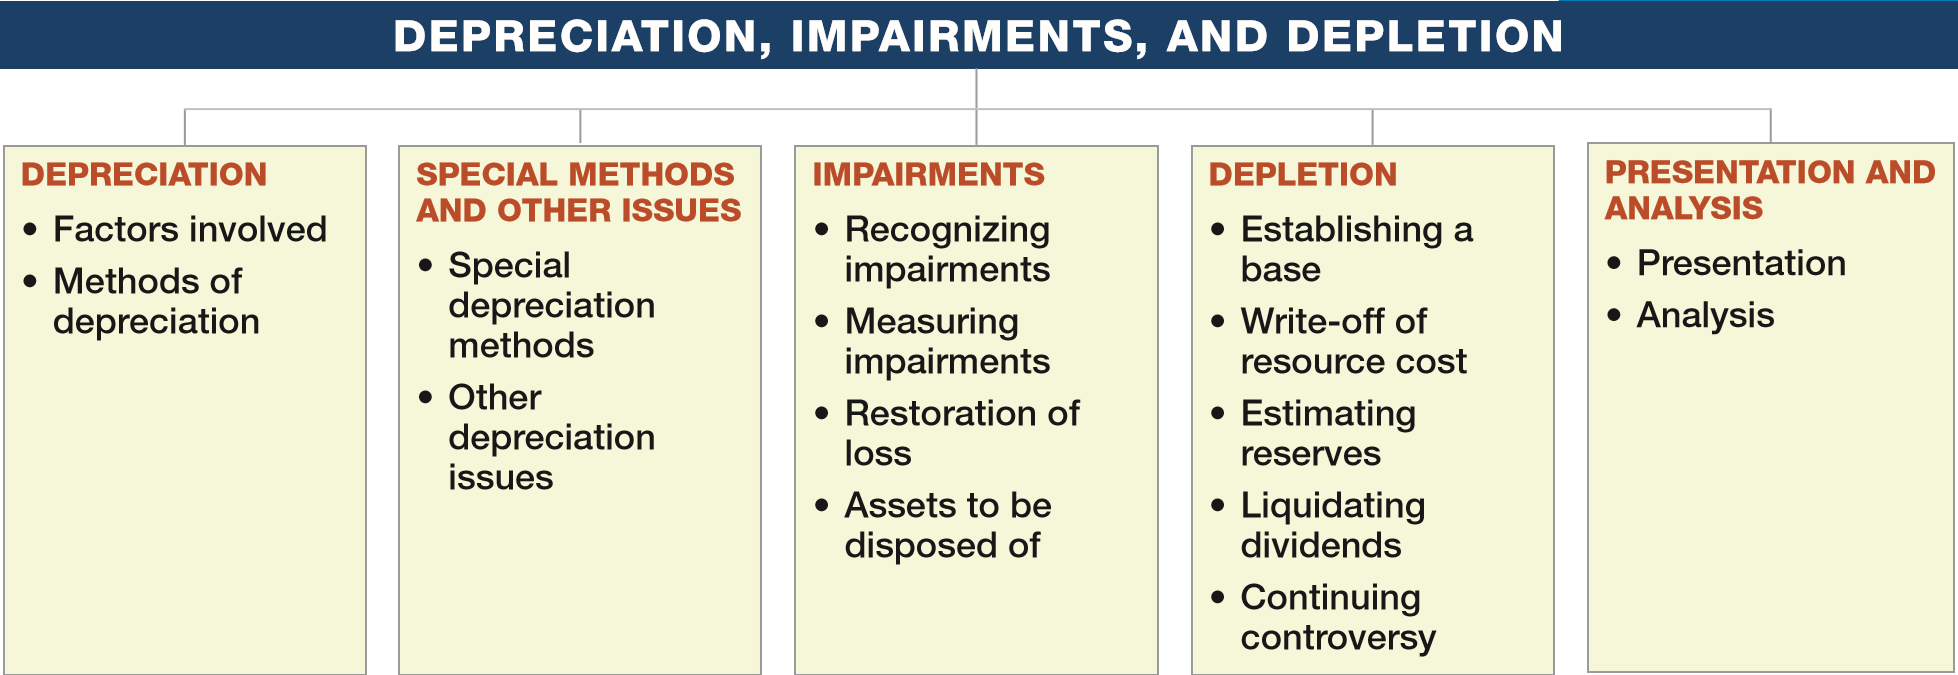 DEPRECIATION, IMPAIRMENTS, AND DEPLETION
DEPRECIATION
• Factors involved
• Methods of
depreciation
SPECIAL METHODS
AND OTHER ISSUES
• Special
depreciation
methods
• Other
depreciation
issues
IMPAIRMENTS
• Recognizing
impairments
• Measuring
impairments
• Restoration of
loss
• Assets to be
disposed of
DEPLETION
• Establishing a
base
• Write-off of
resource cost
• Estimating
reserves
• Liquidating
dividends
• Continuing
controversy
PRESENTATION AND
ANALYSIS
• Presentation
• Analysis